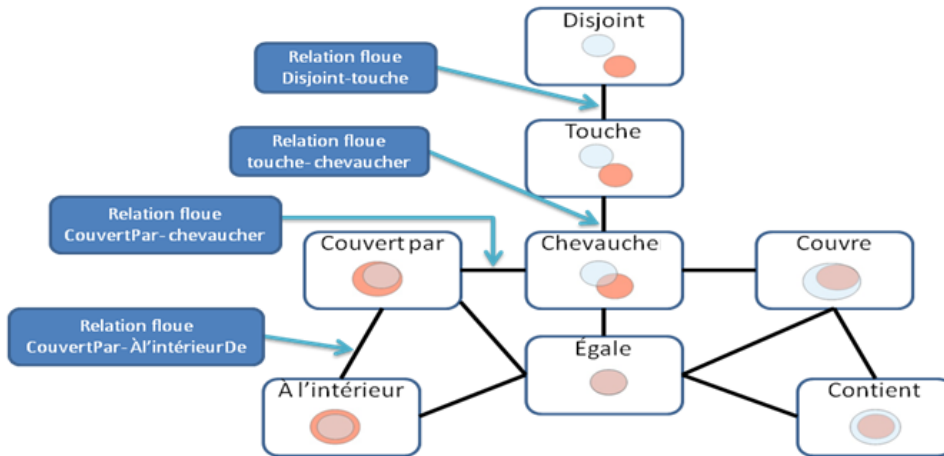 Disjoint
Relation floue
Disjoint-touche
Touche
Relation floue
touche-chevaucher
Relation floue
CouvertPar-chevaucher
Couvert par
Chevauche
Couvre
Relation floue
CouvertPar-Àl'intérieurDe
Égale
À l'intérieur
Contient